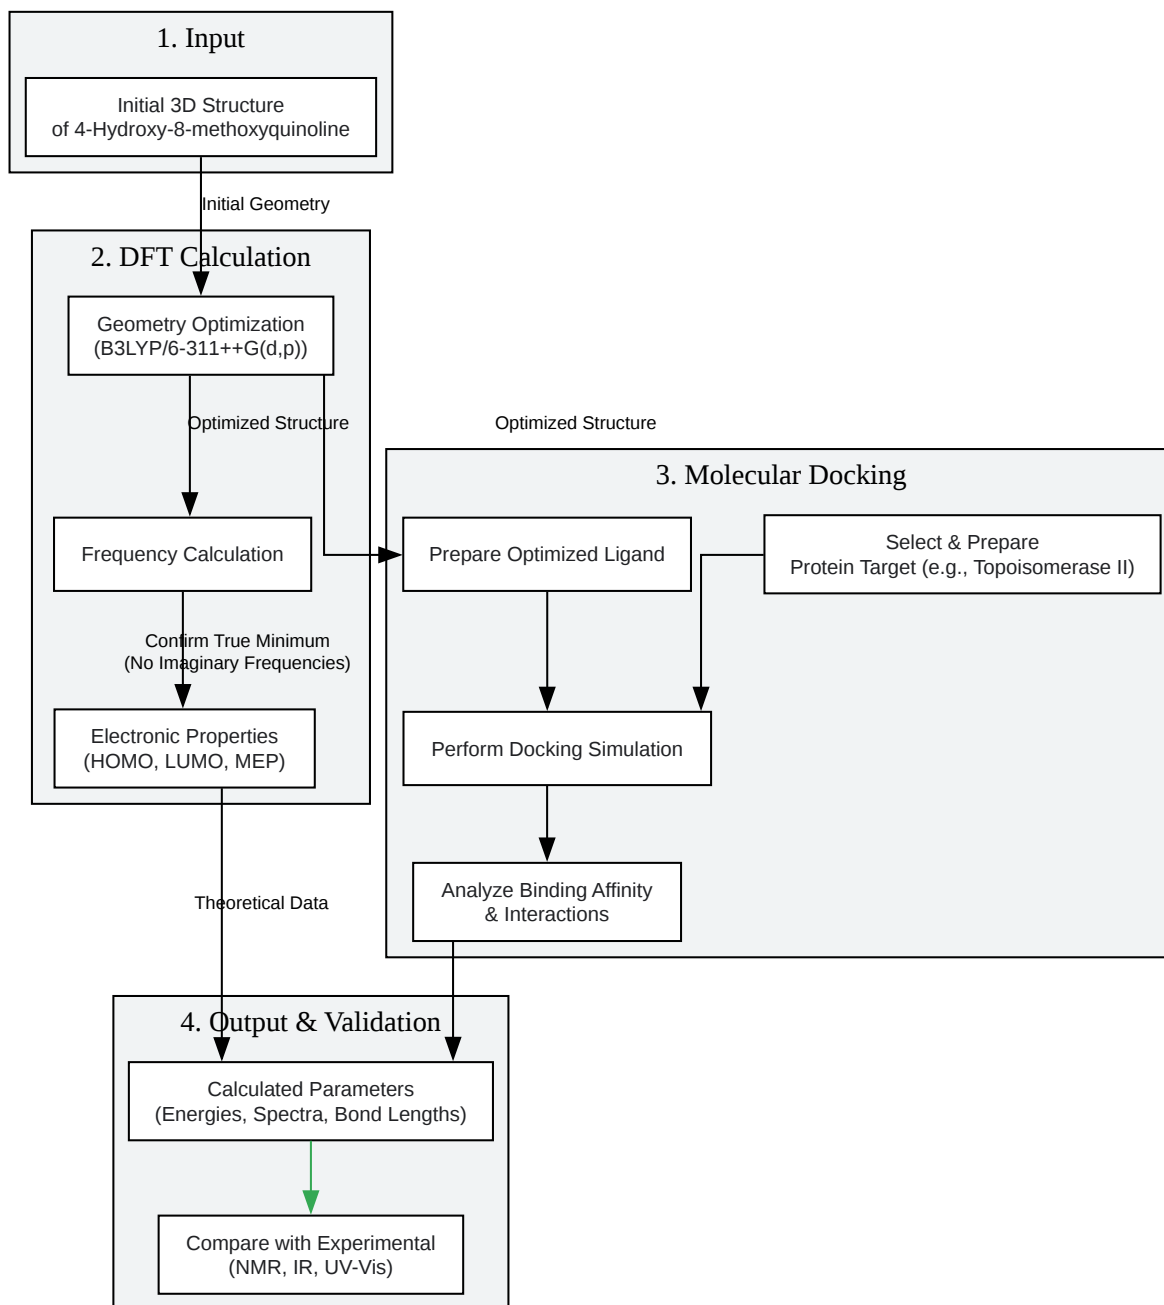 1. Input
Initial 3D Structure
of 4-Hydroxy-8-methoxyquinoline
Initial Geometry
2. DFT Calculation
Geometry Optimization
(B3LYP/6-311++G(d,p))
Optimized Structure
Optimized Structure
3. Molecular Docking
Frequency Calculation
Prepare Optimized Ligand
Select & Prepare
Protein Target (e.g., Topoisomerase II)
Confirm True Minimum
(No Imaginary Frequencies)
Electronic Properties
(HOMO, LUMO, MEP)
Perform Docking Simulation
Analyze Binding Affinity
& Interactions
Theoretical Data
4. Output & Validation
Calculated Parameters
(Energies, Spectra, Bond Lengths)
Compare with Experimental
(NMR, IR, UV-Vis)